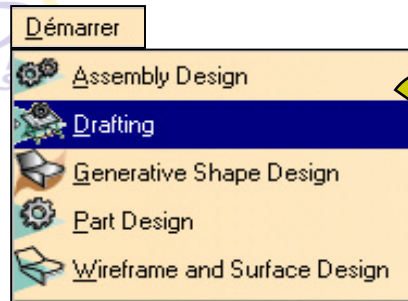 Démarrer
Assembly Design
Drafting
Generative Shape Design
Part Design
Wireframe and Surface Design